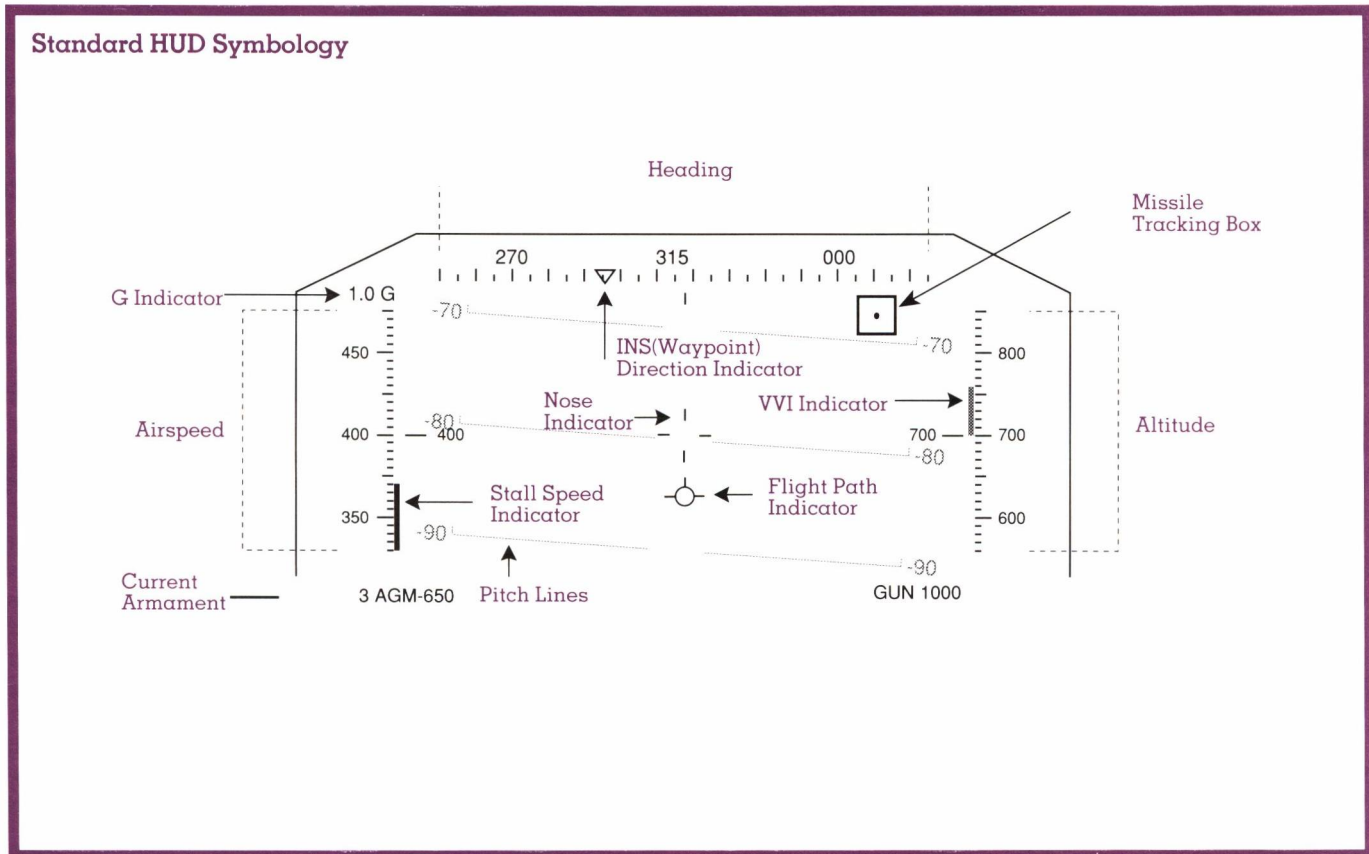 Standard HUD Symbology
Heading
Missile
Tracking Box
270 315 000
G Indicator
1.0 G
-70
-70
INS(Waypoint)
Direction Indicator
450
800
Nose
Indicator
VVI Indicator
Airspeed
-80
400 400
700 700
-80
Altitude
Stall Speed
Indicator
Flight Path
Indicator
350
600
-90
-90
Current
Armament
3 AGM-650
Pitch Lines
GUN 1000